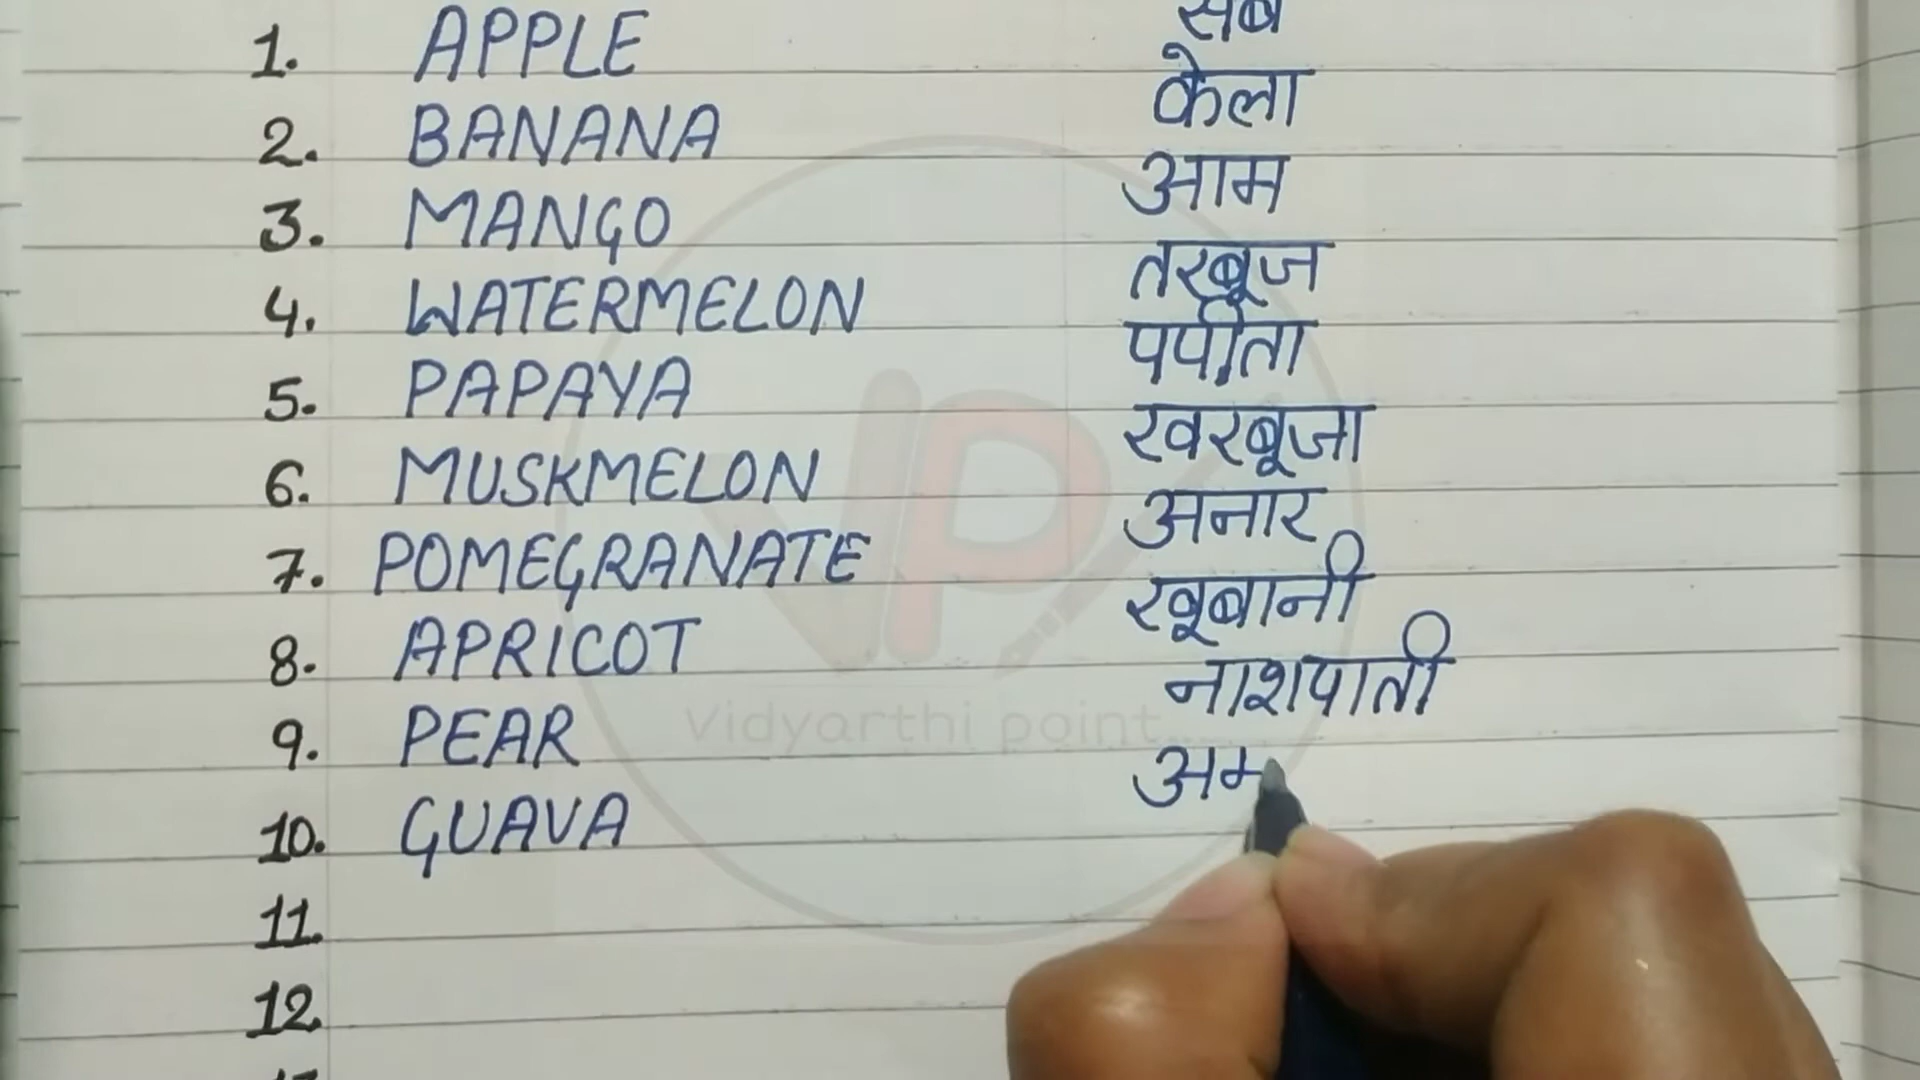 1. APPLE सेब
2. BANANA केला
3. MANGO आम
4. WATERMELON तरबूज
5. PAPAYA पपीता
6. MUSKMELON खरबूजा
7. POMEGRANATE अनार
8. APRICOT खूबानी
9. PEAR नाशपाती
10. GUAVA अम
11.
12.
Vidyarthi point...